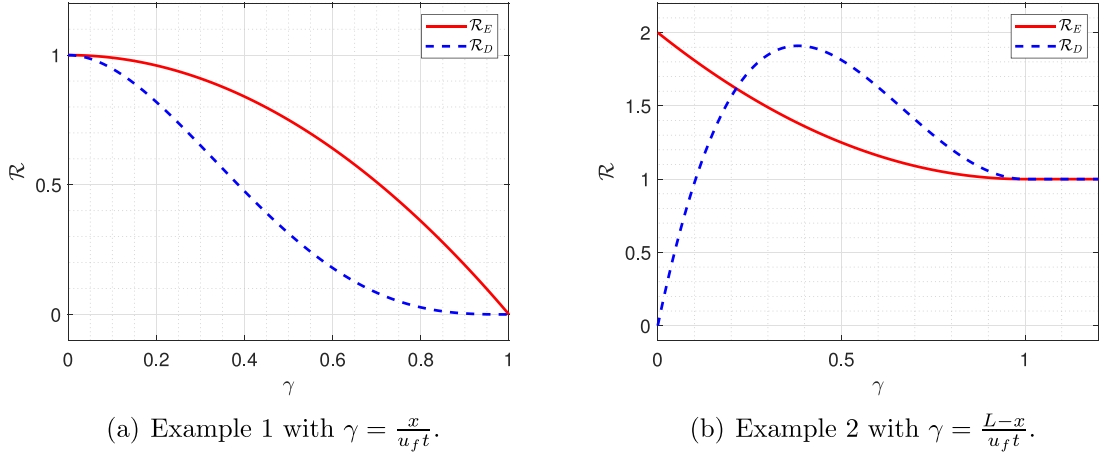 1
0.5
0
0
0.2
0.4
0.6
0.8
1
ℛ
γ
ℛ_E
ℛ_D
(a) Example 1 with γ = x/(u_f t).
2
1.5
1
0.5
0
0
0.5
1
ℛ
γ
ℛ_E
ℛ_D
(b) Example 2 with γ = (L−x)/(u_f t).